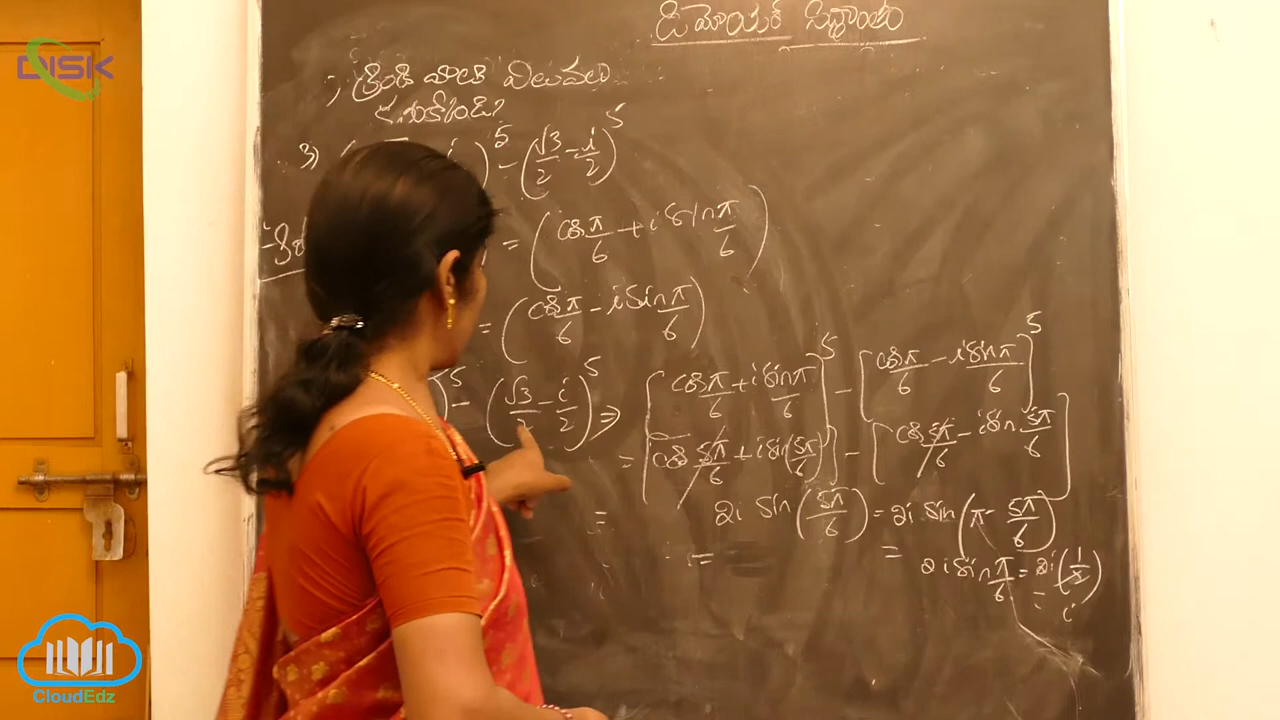 DISK
డిమోయర్ సిద్ధాంతం
; క్రింది వాటి విలువలు
కనుకోండి?
3) i )⁵ - (√3/2 - i/2)⁵
= (cos π/6 + i sin π/6)
= (cos π/6 - i sin π/6)
)⁵ - (√3/2 - i/2)⁵ ⇒ [cos π/6 + i sin π/6]⁵ - [cos π/6 - i sin π/6]⁵
= [cos 5π/6 + i sin(5π/6)] - [cos 5π/6 - i sin 5π/6]
= 2i sin(5π/6) = 2i sin(π - 5π/6)
= = 2i sin π/6 = 2i(1/2)
= i
CloudEdz